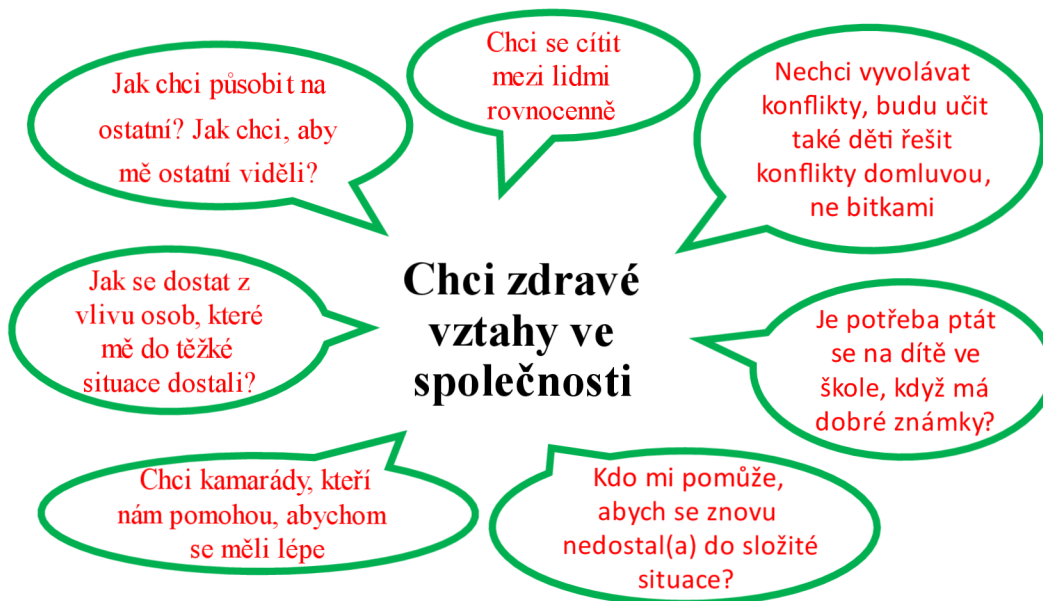 Jak chci působit na
ostatní? Jak chci, aby
mě ostatní viděli?
Chci se cítit
mezi lidmi
rovnocenně
Nechci vyvolávat
konflikty, budu učit
také děti řešit
konflikty domluvou,
ne bitkami
Jak se dostat z
vlivu osob, které
mě do těžké
situace dostali?
Chci zdravé
vztahy ve
společnosti
Je potřeba ptát
se na dítě ve
škole, když má
dobré známky?
Chci kamarády, kteří
nám pomohou, abychom
se měli lépe
Kdo mi pomůže,
abych se znovu
nedostal(a) do složité
situace?